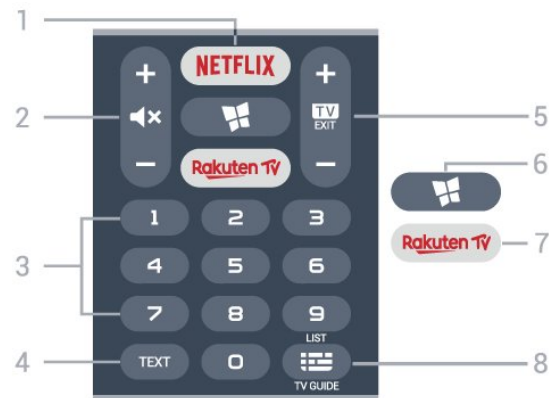 1
NETFLIX
+ +
2
TV
EXIT
5
6
- -
Rakuten TV
1 2 3
Rakuten TV
7
3
4 5 6
7 8 9
LIST
4
TEXT
0
8
TV GUIDE